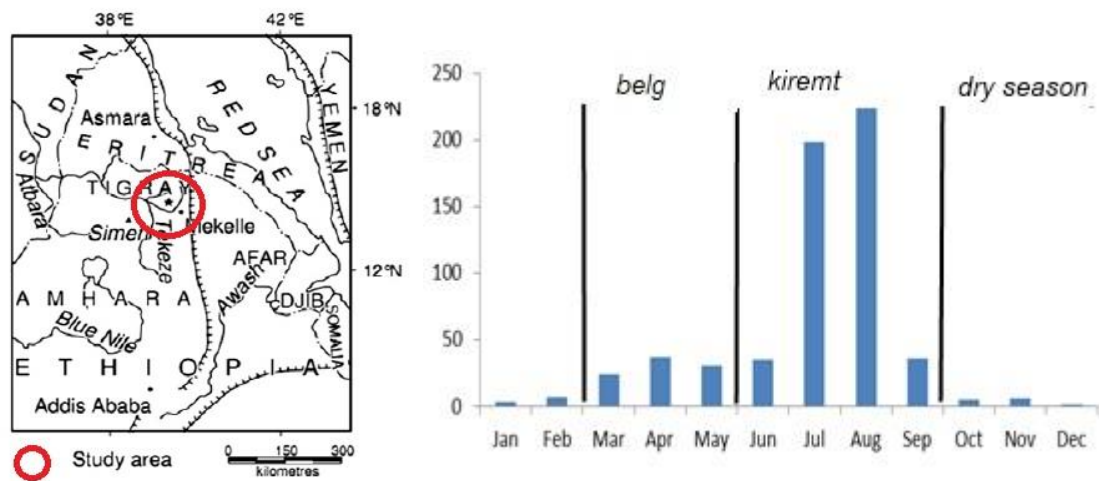 38°E 42°E
SUDAN
YEMEN
RED SEA
18°N
Asmara
ERITREA
TIGRAY
Atbara
Mekelle
Simen
Tekeze
AFAR
12°N
Awash
AMHARA
DJIB.
SOMALIA
Blue Nile
ETHIOPIA
Addis Ababa
Study area
0 150 300
kilometres
belg kiremt dry season
250
200
150
100
50
0
Jan Feb Mar Apr May Jun Jul Aug Sep Oct Nov Dec